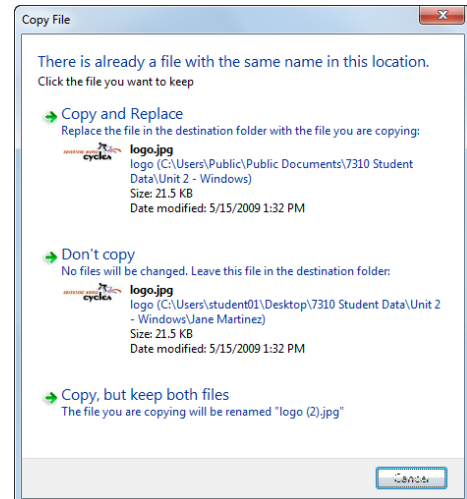 Copy File
There is already a file with the same name in this location.
Click the file you want to keep
Copy and Replace
Replace the file in the destination folder with the file you are copying:
cycles
logo.jpg
logo (C:\Users\Public\Public Documents\7310 Student
Data\Unit 2 - Windows)
Size: 21.5 KB
Date modified: 5/15/2009 1:32 PM
Don't copy
No files will be changed. Leave this file in the destination folder:
cycles
logo.jpg
logo (C:\Users\student01\Desktop\7310 Student Data\Unit 2
- Windows\Jane Martinez)
Size: 21.5 KB
Date modified: 5/15/2009 1:32 PM
Copy, but keep both files
The file you are copying will be renamed "logo (2).jpg"
Cancel